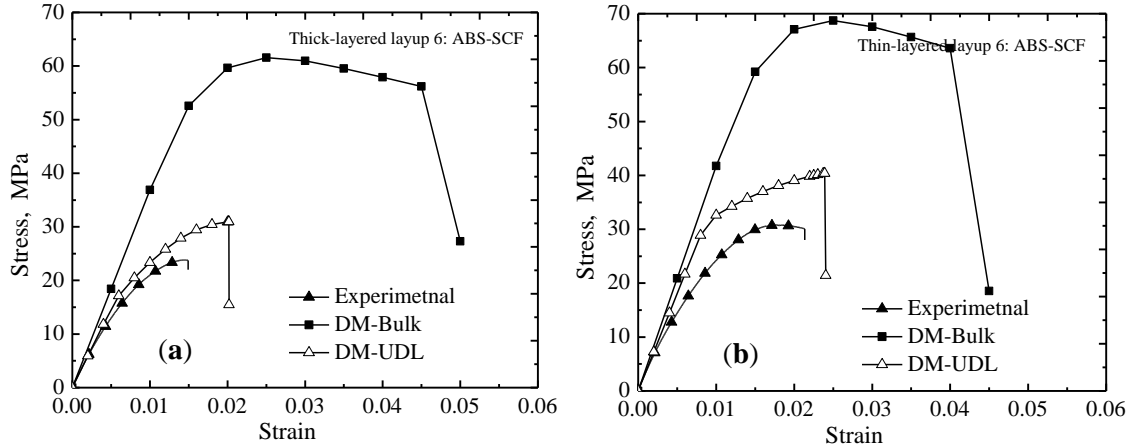 70
60
50
40
30
20
10
0
Stress, MPa
Thick-layered layup 6: ABS-SCF
Experimetnal
DM-Bulk
DM-UDL
(a)
0.00 0.01 0.02 0.03 0.04 0.05 0.06
Strain
70
60
50
40
30
20
10
0
Stress, MPa
Thin-layered layup 6: ABS-SCF
Experimetnal
DM-Bulk
DM-UDL
(b)
0.00 0.01 0.02 0.03 0.04 0.05 0.06
Strain